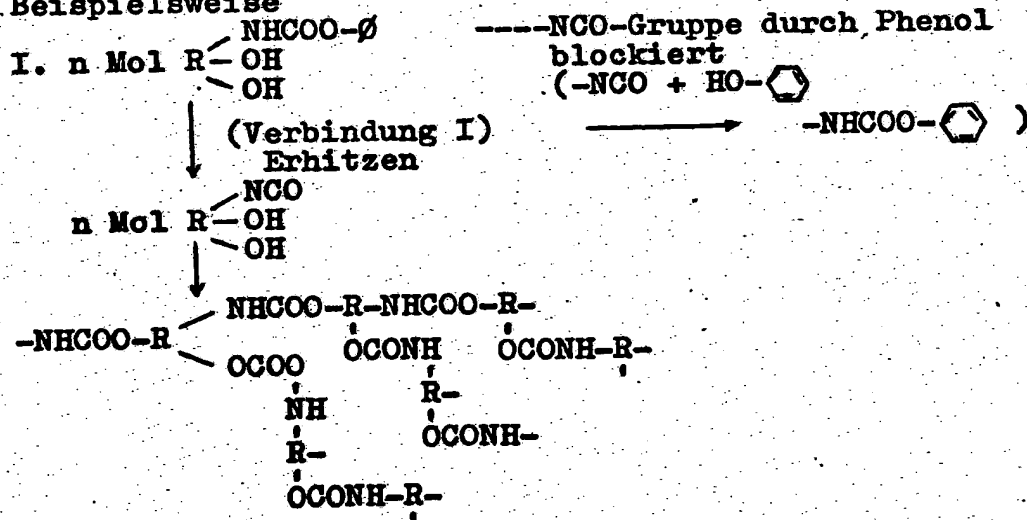 Beispielsweise
NHCOO-Ø ----NCO-Gruppe durch Phenol
I. n Mol R-OH blockiert
OH (-NCO + HO-
(Verbindung I) -NHCOO- )
Erhitzen
NCO
n Mol R-OH
OH
NHCOO-R-NHCOO-R-
-NHCOO-R OCONH OCONH-R-
OCOO
R-
NH
OCONH-
R-
OCONH-R-